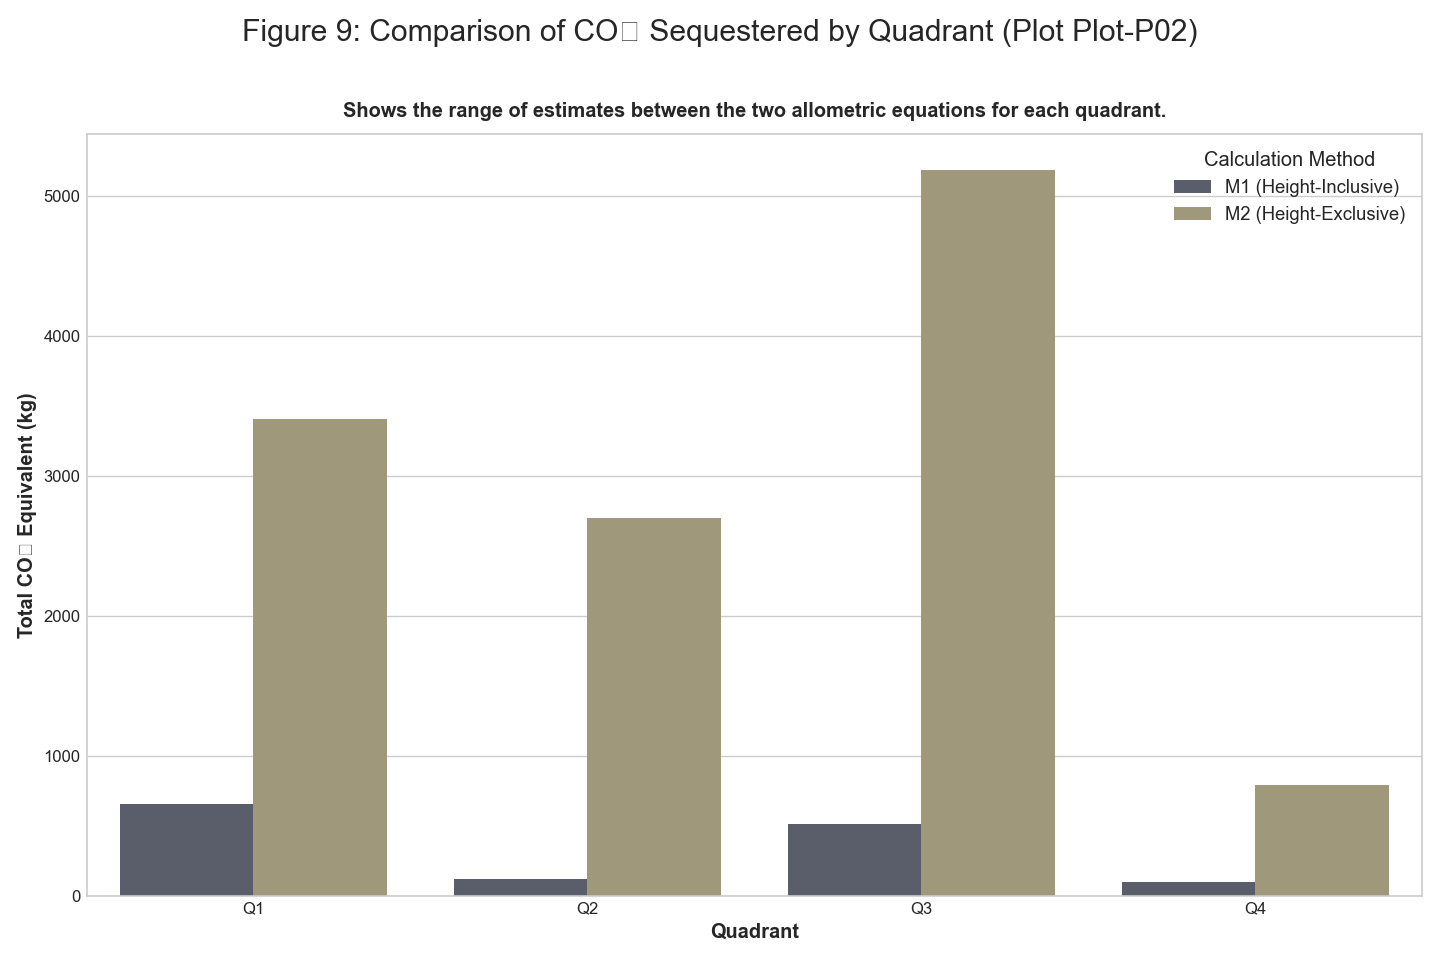 Figure 9: Comparison of CO□ Sequestered by Quadrant (Plot Plot-P02)
Shows the range of estimates between the two allometric equations for each quadrant.
Calculation Method
M1 (Height-Inclusive)
M2 (Height-Exclusive)
Total CO□ Equivalent (kg)
5000
4000
3000
2000
1000
0
Q1
Q2
Q3
Q4
Quadrant